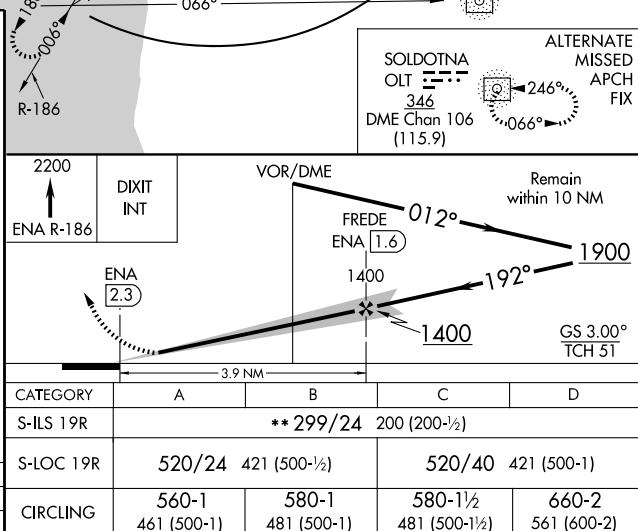 066°
18
006°
R-186
SOLDOTNA
OLT
346
DME Chan 106
(115.9)
246°
066°
ALTERNATE
MISSED
APCH
FIX
2200
ENA R-186
DIXIT
INT
VOR/DME
Remain
within 10 NM
012°
1900
192°
FREDE
ENA 1.6
1400
1400
ENA
2.3
GS 3.00°
TCH 51
3.9 NM
CATEGORY A B C D
S-ILS 19R ** 299/24 200 (200-½)
S-LOC 19R 520/24 421 (500-½) 520/40 421 (500-1)
CIRCLING 560-1 580-1 580-1½ 660-2
461 (500-1) 481 (500-1) 481 (500-1½) 561 (600-2)